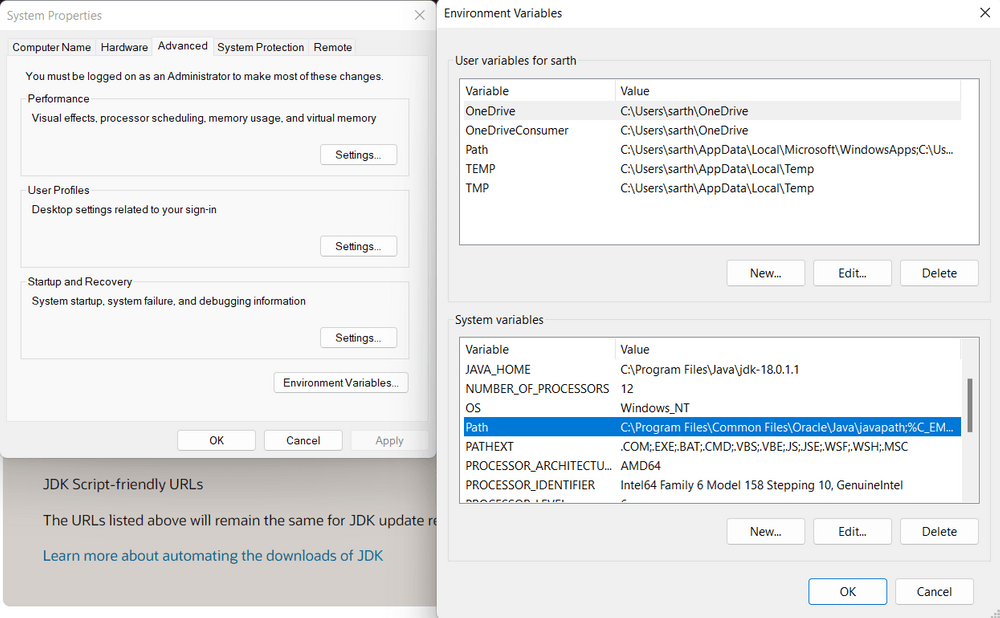 System Properties
Computer Name Hardware Advanced System Protection Remote
You must be logged on as an Administrator to make most of these changes.
Performance
Visual effects, processor scheduling, memory usage, and virtual memory
Settings...
User Profiles
Desktop settings related to your sign-in
Settings...
Startup and Recovery
System startup, system failure, and debugging information
Settings...
Environment Variables...
OK Cancel Apply
JDK Script-friendly URLs
The URLs listed above will remain the same for JDK update re
Learn more about automating the downloads of JDK
Environment Variables
User variables for sarth
Variable Value
OneDrive C:\Users\sarth\OneDrive
OneDriveConsumer C:\Users\sarth\OneDrive
Path C:\Users\sarth\AppData\Local\Microsoft\WindowsApps;C:\Us...
TEMP C:\Users\sarth\AppData\Local\Temp
TMP C:\Users\sarth\AppData\Local\Temp
New... Edit... Delete
System variables
Variable Value
JAVA_HOME C:\Program Files\Java\jdk-18.0.1.1
NUMBER_OF_PROCESSORS 12
OS Windows_NT
Path C:\Program Files\Common Files\Oracle\Java\javapath;%C_EM...
PATHEXT .COM;.EXE;.BAT;.CMD;.VBS;.VBE;.JS;.JSE;.WSF;.WSH;.MSC
PROCESSOR_ARCHITECTU... AMD64
PROCESSOR_IDENTIFIER Intel64 Family 6 Model 158 Stepping 10, GenuineIntel
New... Edit... Delete
OK Cancel